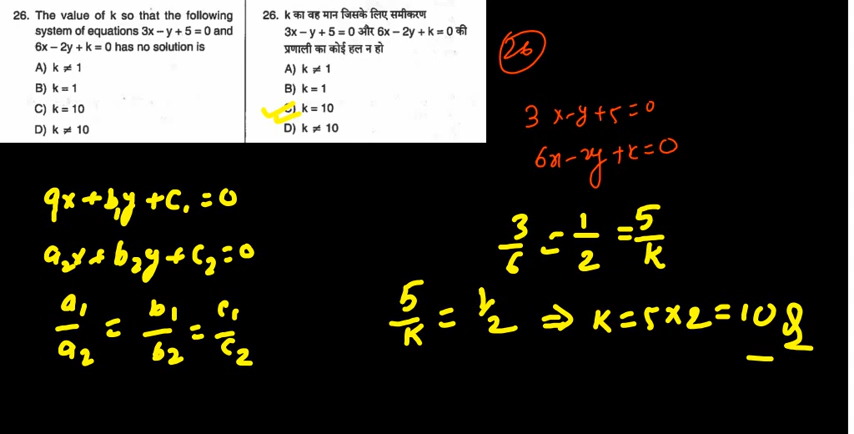 26. The value of k so that the following
system of equations 3x – y + 5 = 0 and
6x – 2y + k = 0 has no solution is
A) k ≠ 1
B) k = 1
C) k = 10
D) k ≠ 10
26. k का वह मान जिसके लिए समीकरण
3x – y + 5 = 0 और 6x – 2y + k = 0 की
प्रणाली का कोई हल न हो
A) k ≠ 1
B) k = 1
C) k = 10
D) k ≠ 10
26
3x-y+5=0
6x-2y+k=0
a₁x+b₁y+c₁=0
a₂x+b₂y+c₂=0
a₁/a₂ = b₁/b₂ = c₁/c₂
3/6 = 1/2 = 5/k
5/k = 1/2 ⇒ k=5×2=10